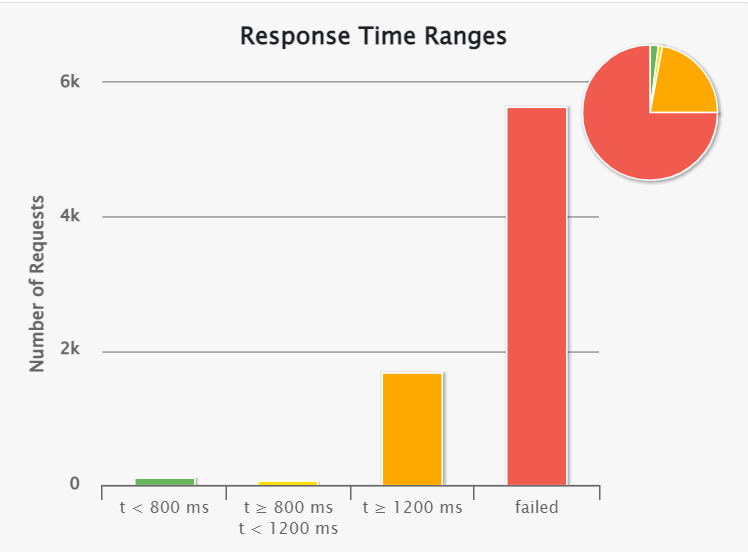 Response Time Ranges
6k
4k
2k
0
Number of Requests
t < 800 ms
t ≥ 800 ms
t < 1200 ms
t ≥ 1200 ms
failed